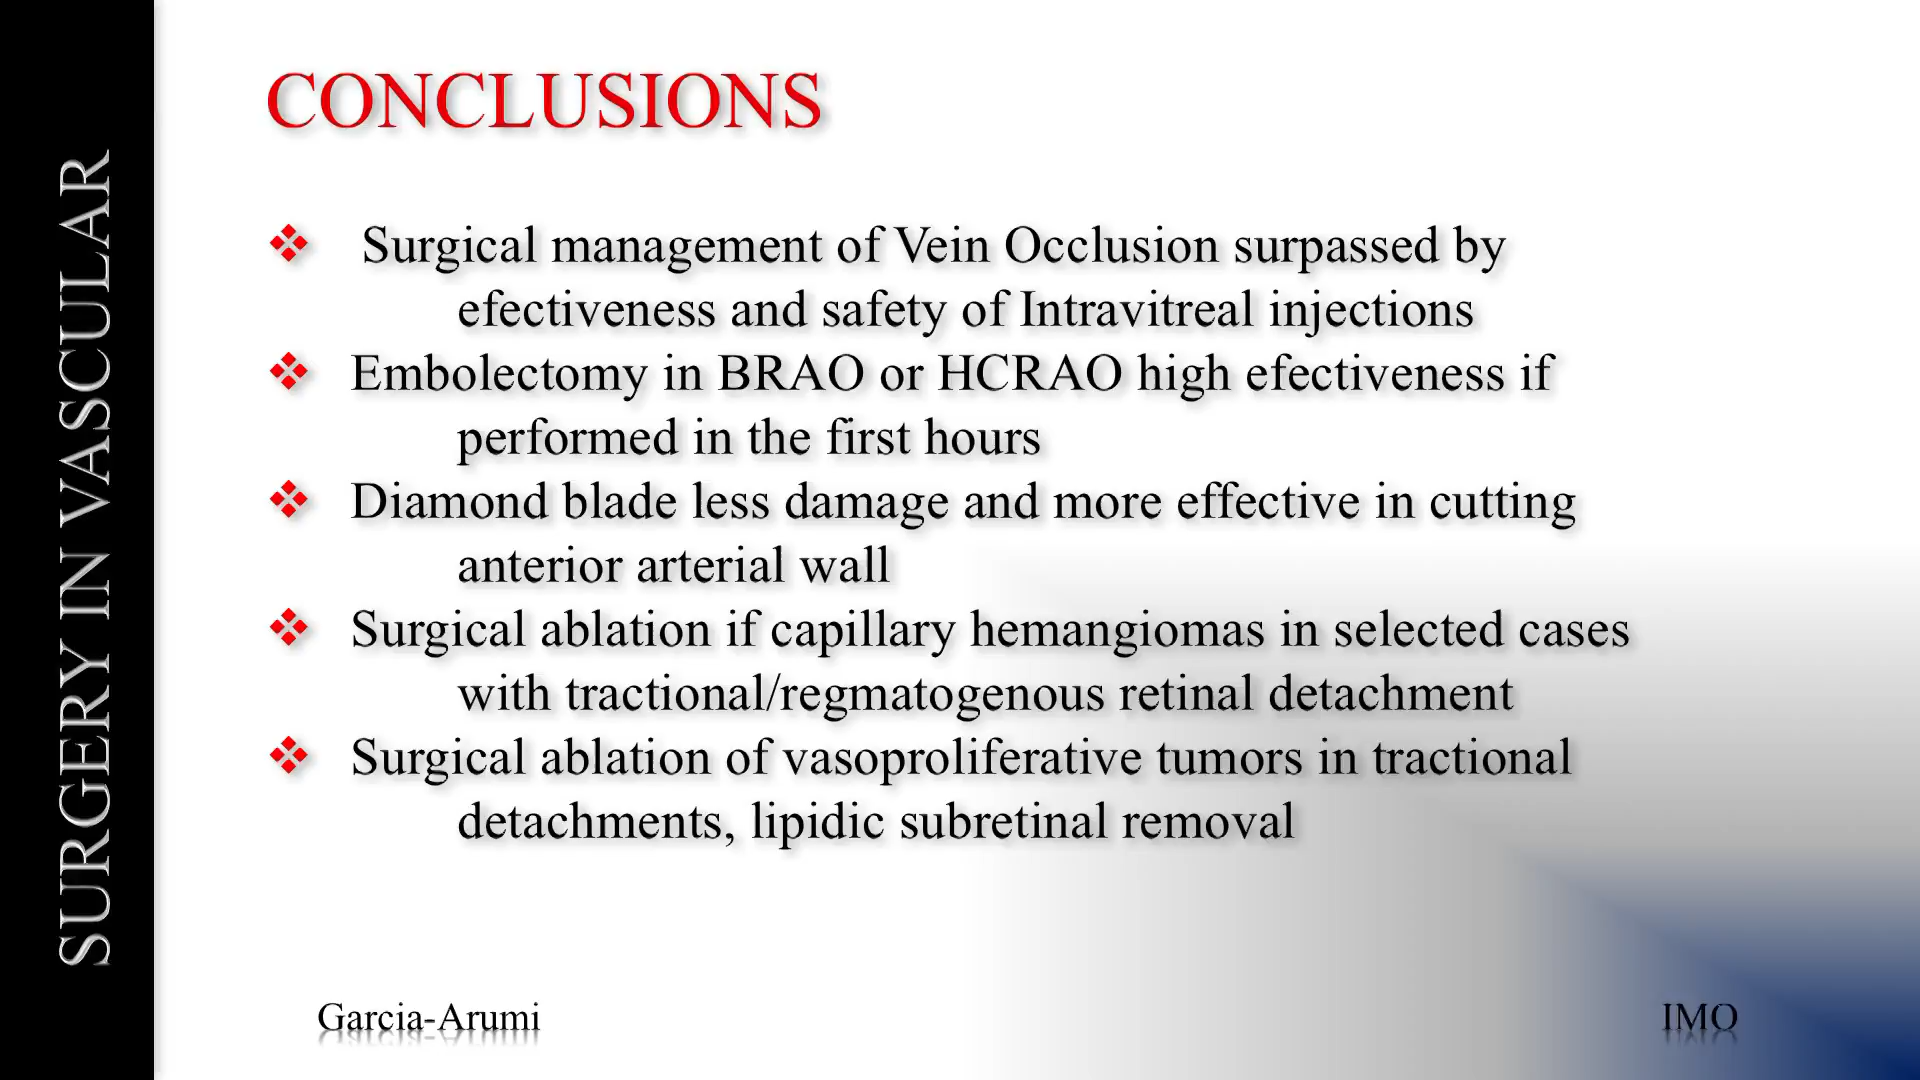 SURGERY IN VASCULAR
CONCLUSIONS
❖ Surgical management of Vein Occlusion surpassed by
efectiveness and safety of Intravitreal injections
❖ Embolectomy in BRAO or HCRAO high efectiveness if
performed in the first hours
❖ Diamond blade less damage and more effective in cutting
anterior arterial wall
❖ Surgical ablation if capillary hemangiomas in selected cases
with tractional/regmatogenous retinal detachment
❖ Surgical ablation of vasoproliferative tumors in tractional
detachments, lipidic subretinal removal
Garcia-Arumi
IMO